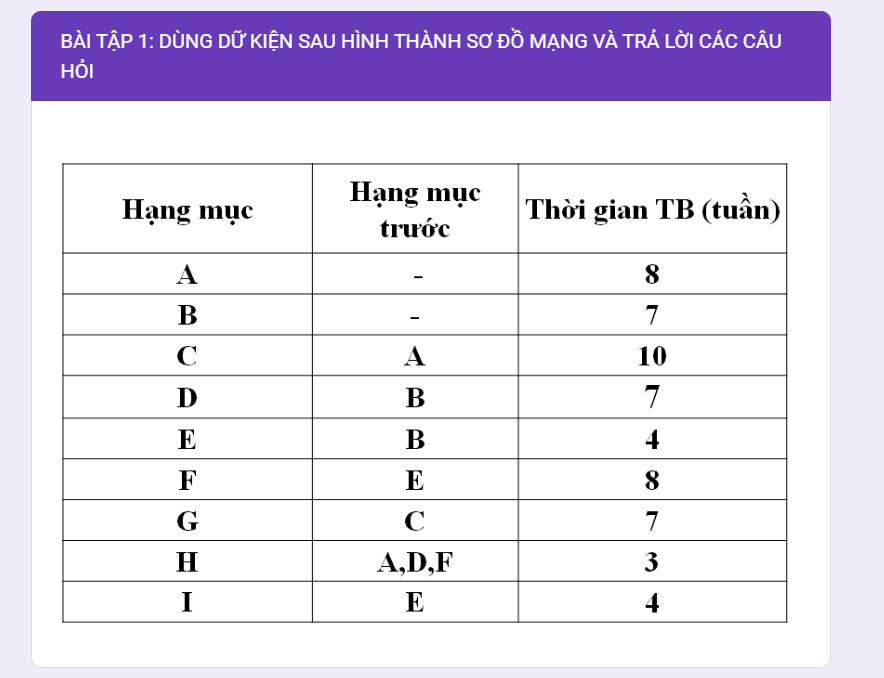 BÀI TẬP 1: DÙNG DỮ KIỆN SAU HÌNH THÀNH SƠ ĐỒ MẠNG VÀ TRẢ LỜI CÁC CÂU
HỎI
Hạng mục Hạng mục trước Thời gian TB (tuần)
A - 8
B - 7
C A 10
D B 7
E B 4
F E 8
G C 7
H A,D,F 3
I E 4